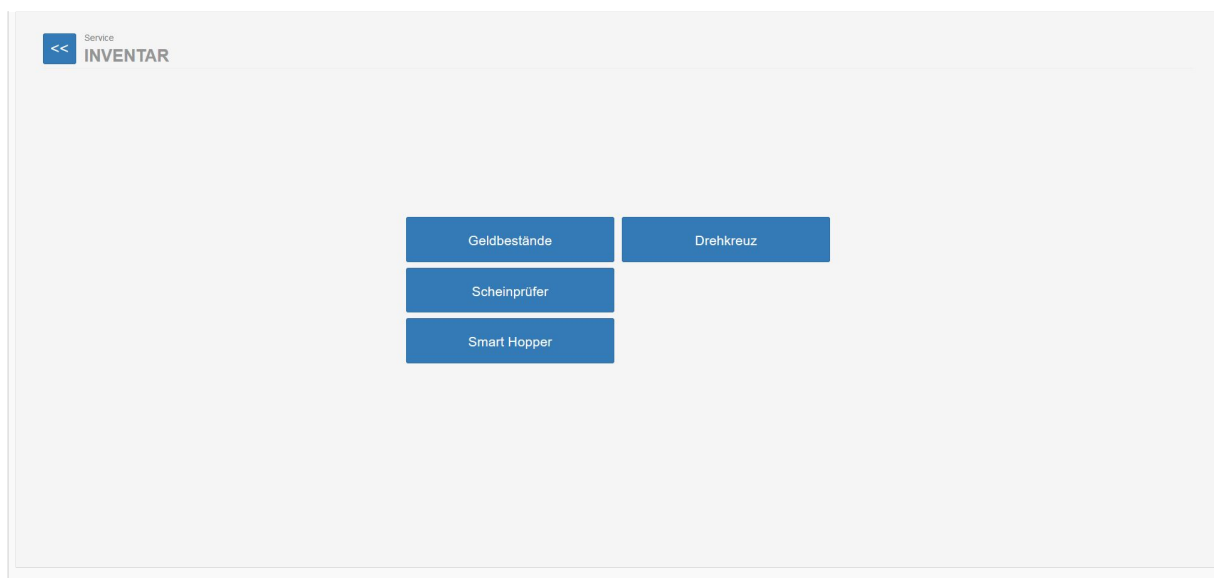 <<
Service
INVENTAR
Geldbestände
Drehkreuz
Scheinprüfer
Smart Hopper